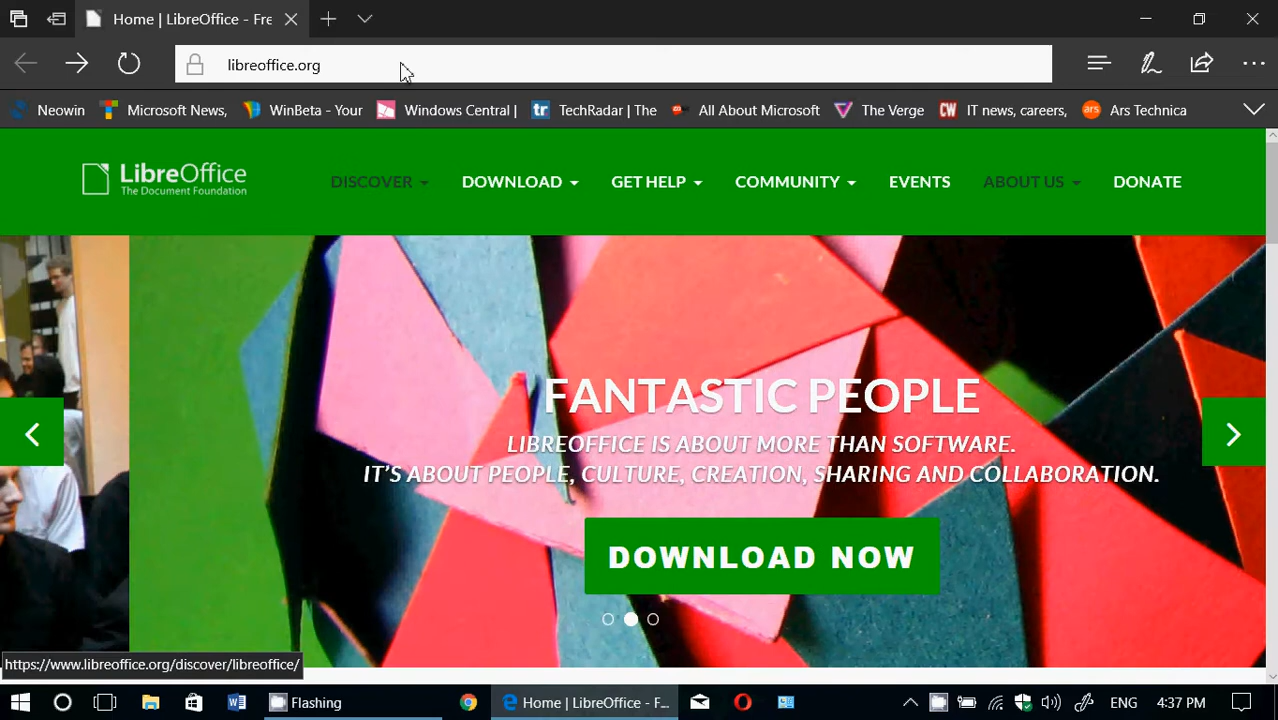 Home | LibreOffice - Fre
libreoffice.org
Neowin
Microsoft News,
WinBeta - Your
Windows Central |
tr
TechRadar | The
All About Microsoft
The Verge
CW
IT news, careers,
ars
Ars Technica
LibreOffice
The Document Foundation
DISCOVER
DOWNLOAD
GET HELP
COMMUNITY
EVENTS
ABOUT US
DONATE
FANTASTIC PEOPLE
LIBREOFFICE IS ABOUT MORE THAN SOFTWARE.
IT'S ABOUT PEOPLE, CULTURE, CREATION, SHARING AND COLLABORATION.
DOWNLOAD NOW
https://www.libreoffice.org/discover/libreoffice/
Flashing
Home | LibreOffice - F...
ENG
4:37 PM